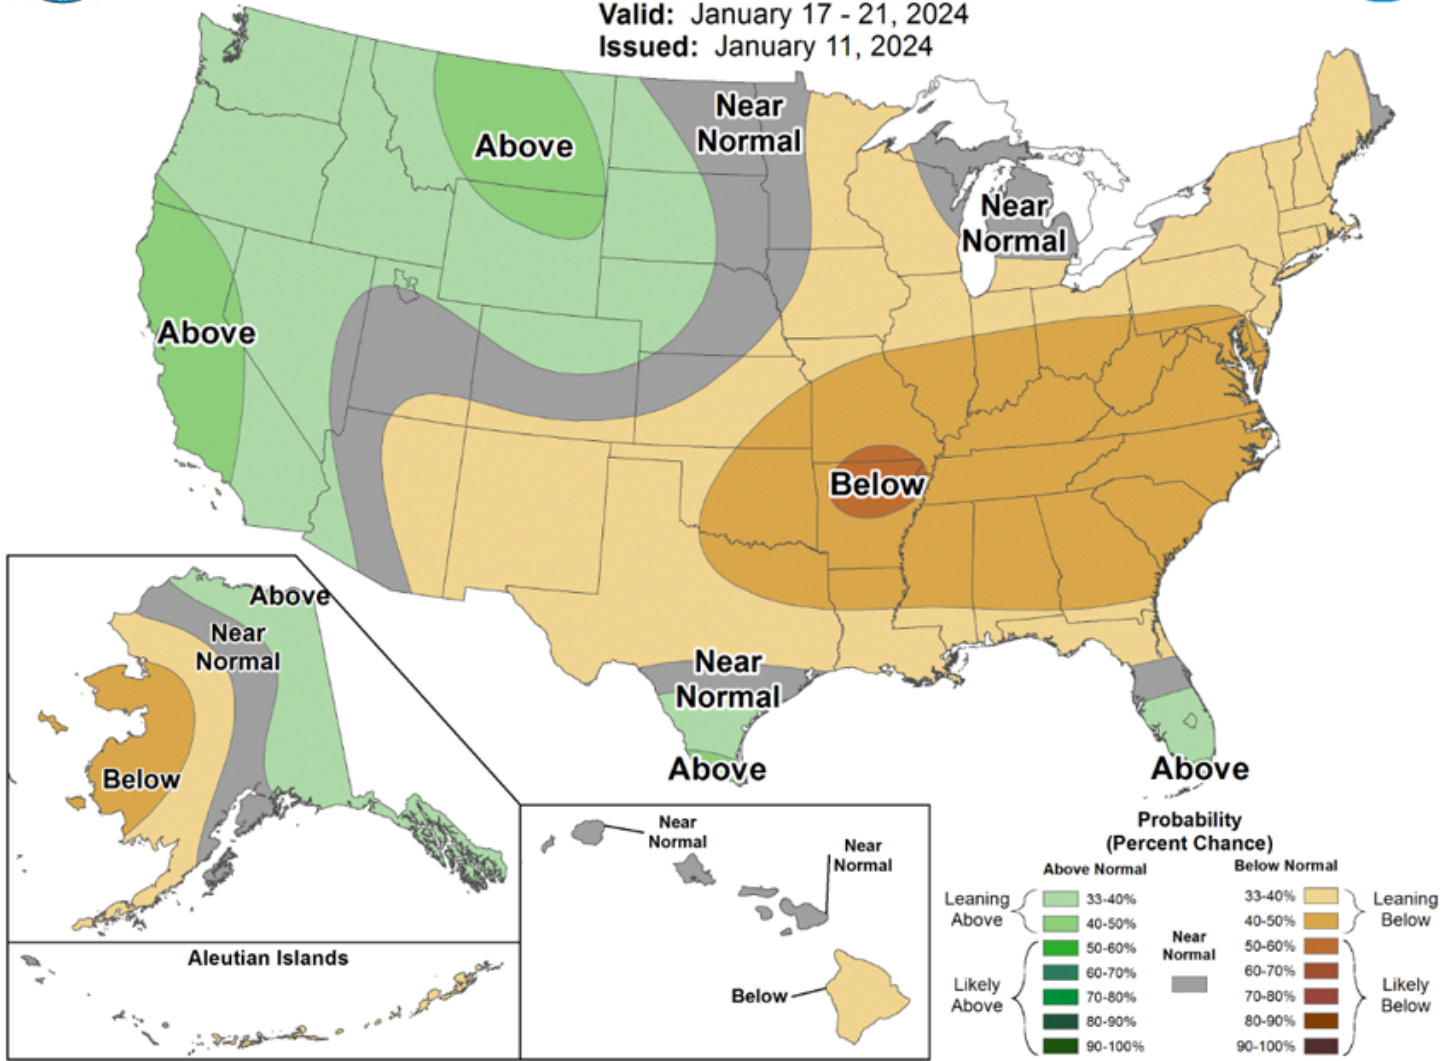 Valid: January 17 - 21, 2024
Issued: January 11, 2024
Near
Normal
Above
Near
Normal
Above
Below
Near
Normal
Above
Above
Above
Near
Normal
Below
Aleutian Islands
Near
Normal
Near
Normal
Below
Probability
(Percent Chance)
Above Normal
Below Normal
Leaning
Above
33-40%
40-50%
Likely
Above
50-60%
60-70%
70-80%
80-90%
90-100%
Near
Normal
33-40%
40-50%
Leaning
Below
50-60%
60-70%
70-80%
80-90%
90-100%
Likely
Below